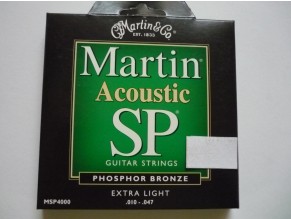 Martin & Co.
EST. 1833
Martin
Acoustic
SP
GUITAR STRINGS
PHOSPHOR BRONZE
EXTRA LIGHT
MSP4000 .010 - .047